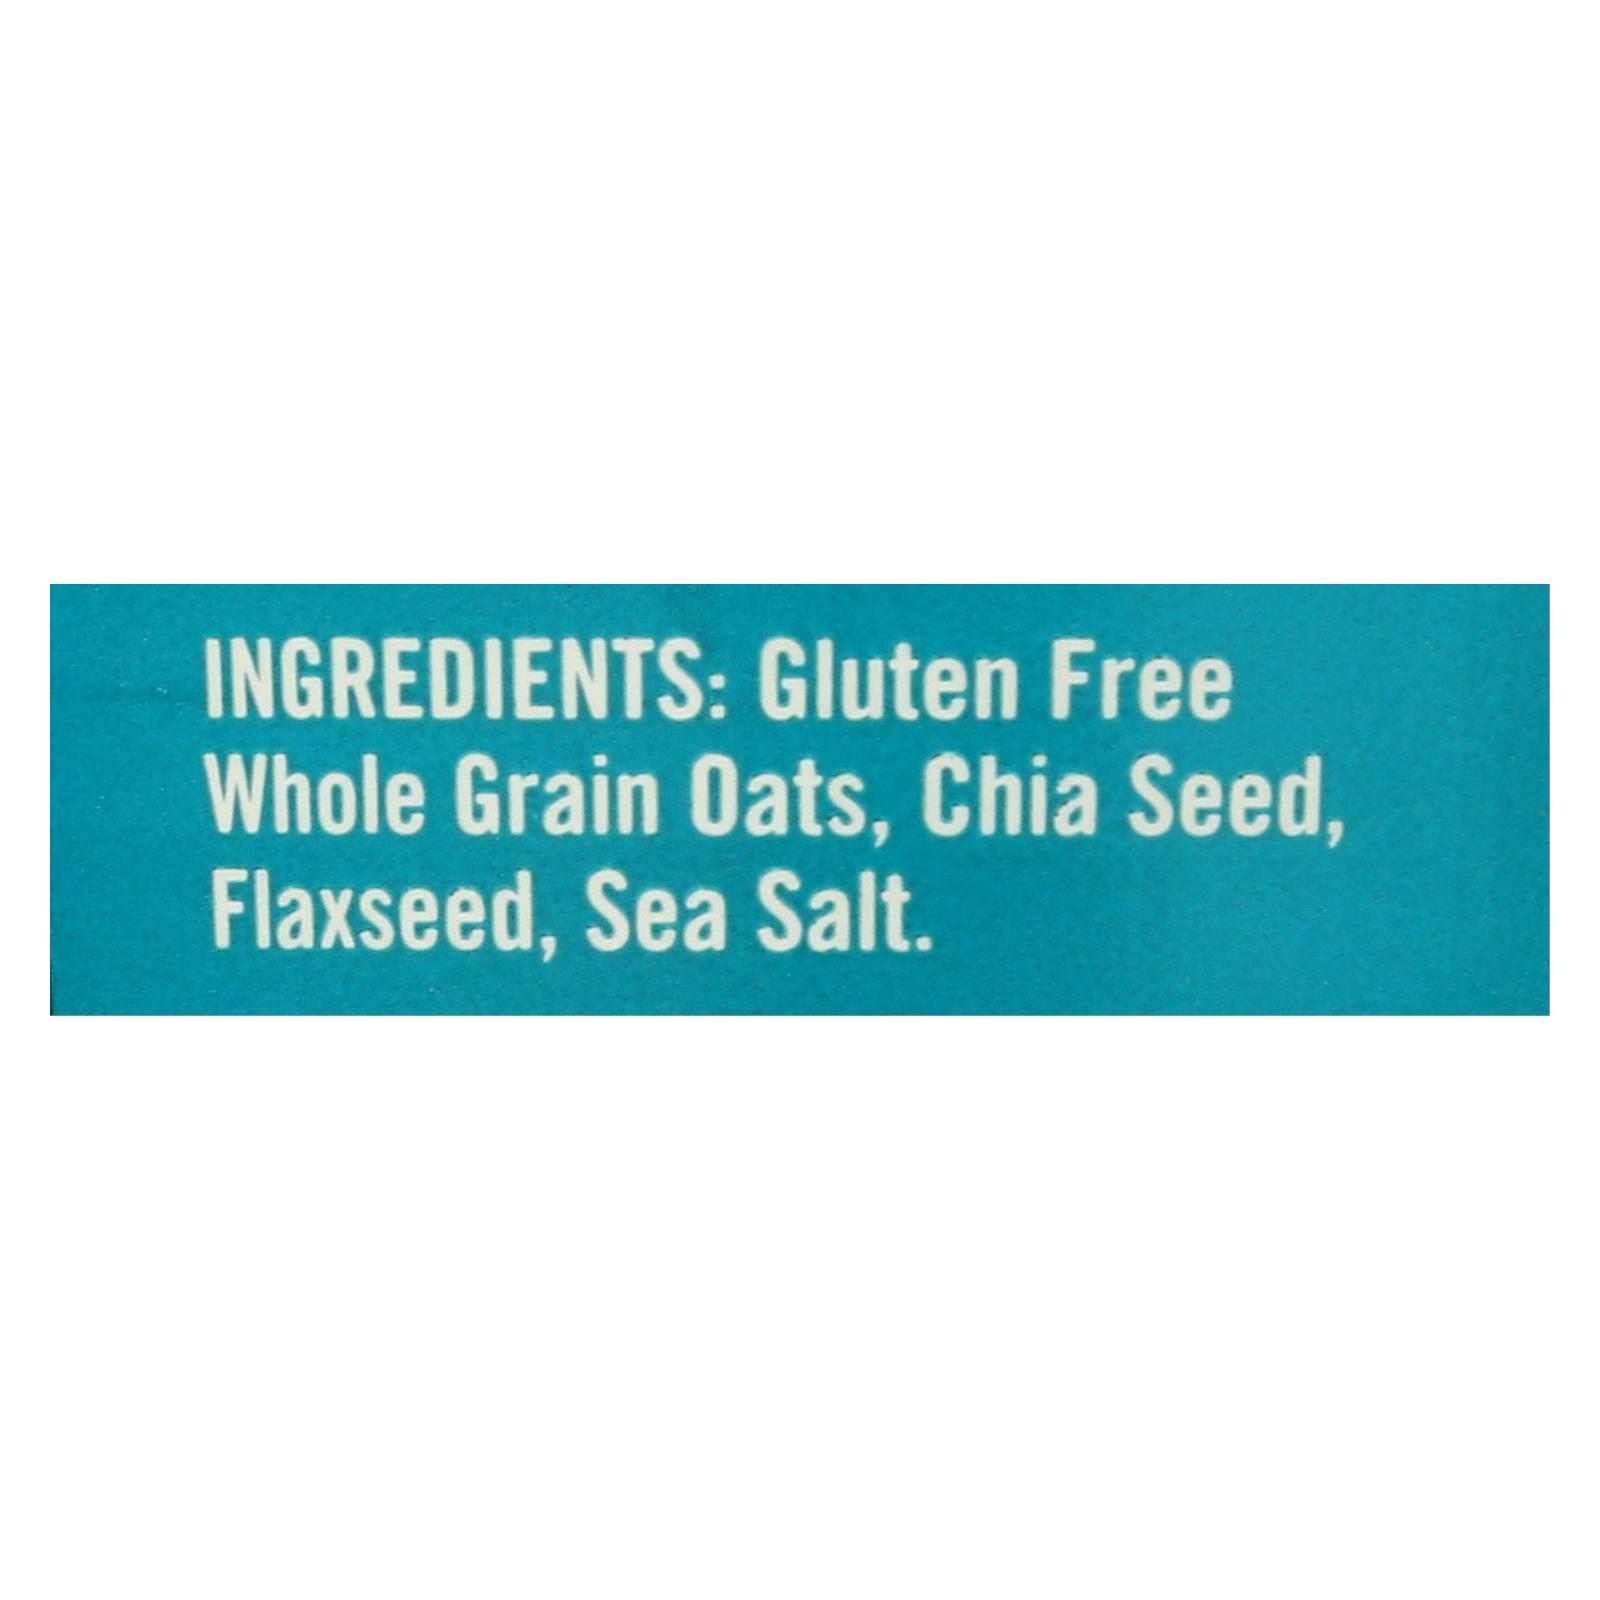 INGREDIENTS: Gluten Free
Whole Grain Oats, Chia Seed,
Flaxseed, Sea Salt.